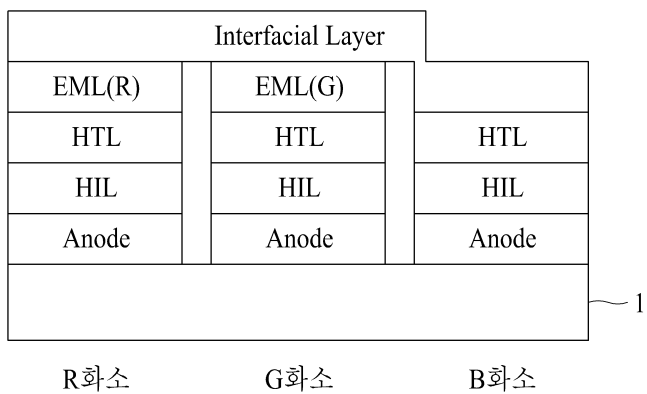 Interfacial Layer
EML(R) EML(G)
HTL HTL HTL
HIL HIL HIL
Anode Anode Anode
1
R화소 G화소 B화소